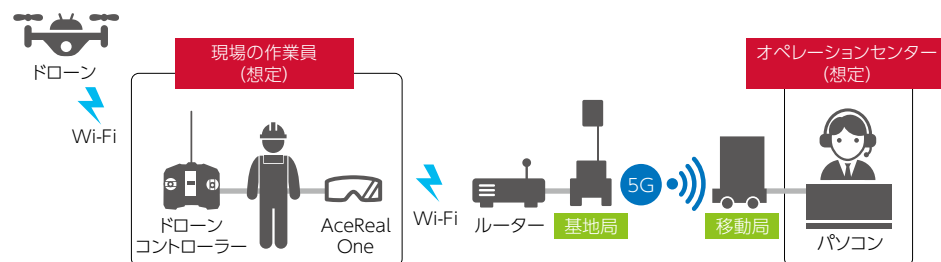 ドローン
Wi-Fi
現場の作業員
(想定)
ドローン
コントローラー
AceReal
One
Wi-Fi
ルーター
基地局
5G
移動局
オペレーションセンター
(想定)
パソコン